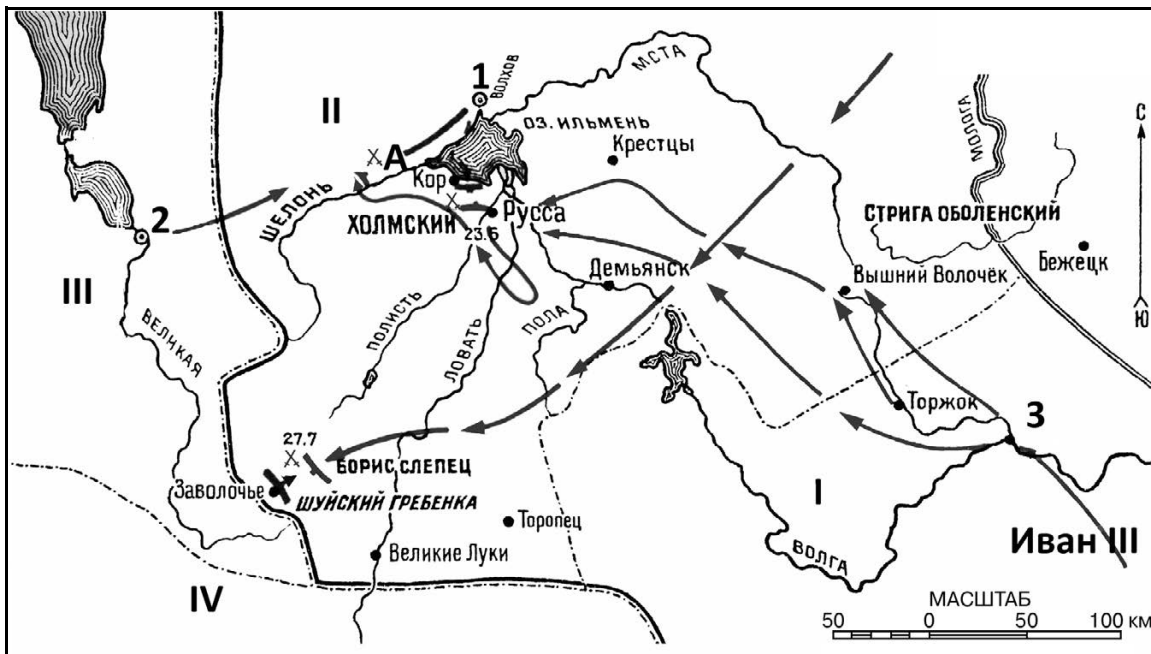 1
ВОЛХОВ
II
МСТА
С
ОЗ. ИЛЬМЕНЬ
МОЛОГА
А
Крестцы
Кор
2
ШЕЛОНЬ
ХОЛМСКИЙ
Русса
23.6
СТРИГА ОБОЛЕНСКИЙ
Бежецк
Вышний Волочёк
Демьянск
III
ПОЛИСТЬ
ЛОВАТЬ
ПОЛА
Ю
ВЕЛИКАЯ
Торжок
3
27.7
БОРИС СЛЕПЕЦ
Заволочье
ШУЙСКИЙ ГРЕБЕНКА
I
Торопец
Иван III
ВОЛГА
Великие Луки
IV
МАСШТАБ
50 0 50 100 км